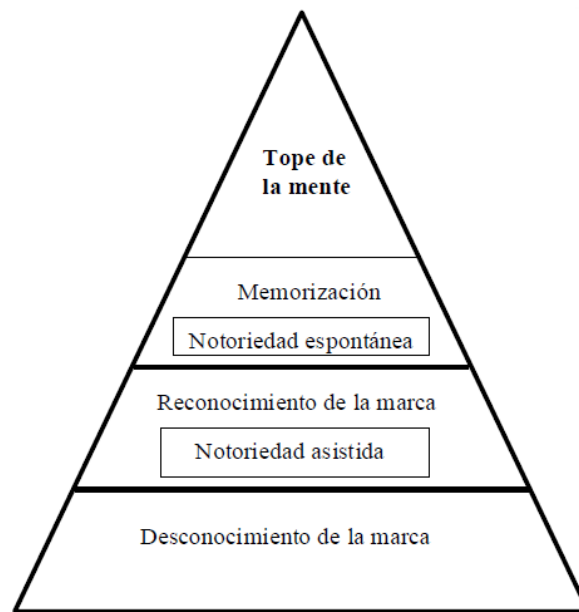 Tope de
la mente
Memorización
Notoriedad espontánea
Reconocimiento de la marca
Notoriedad asistida
Desconocimiento de la marca